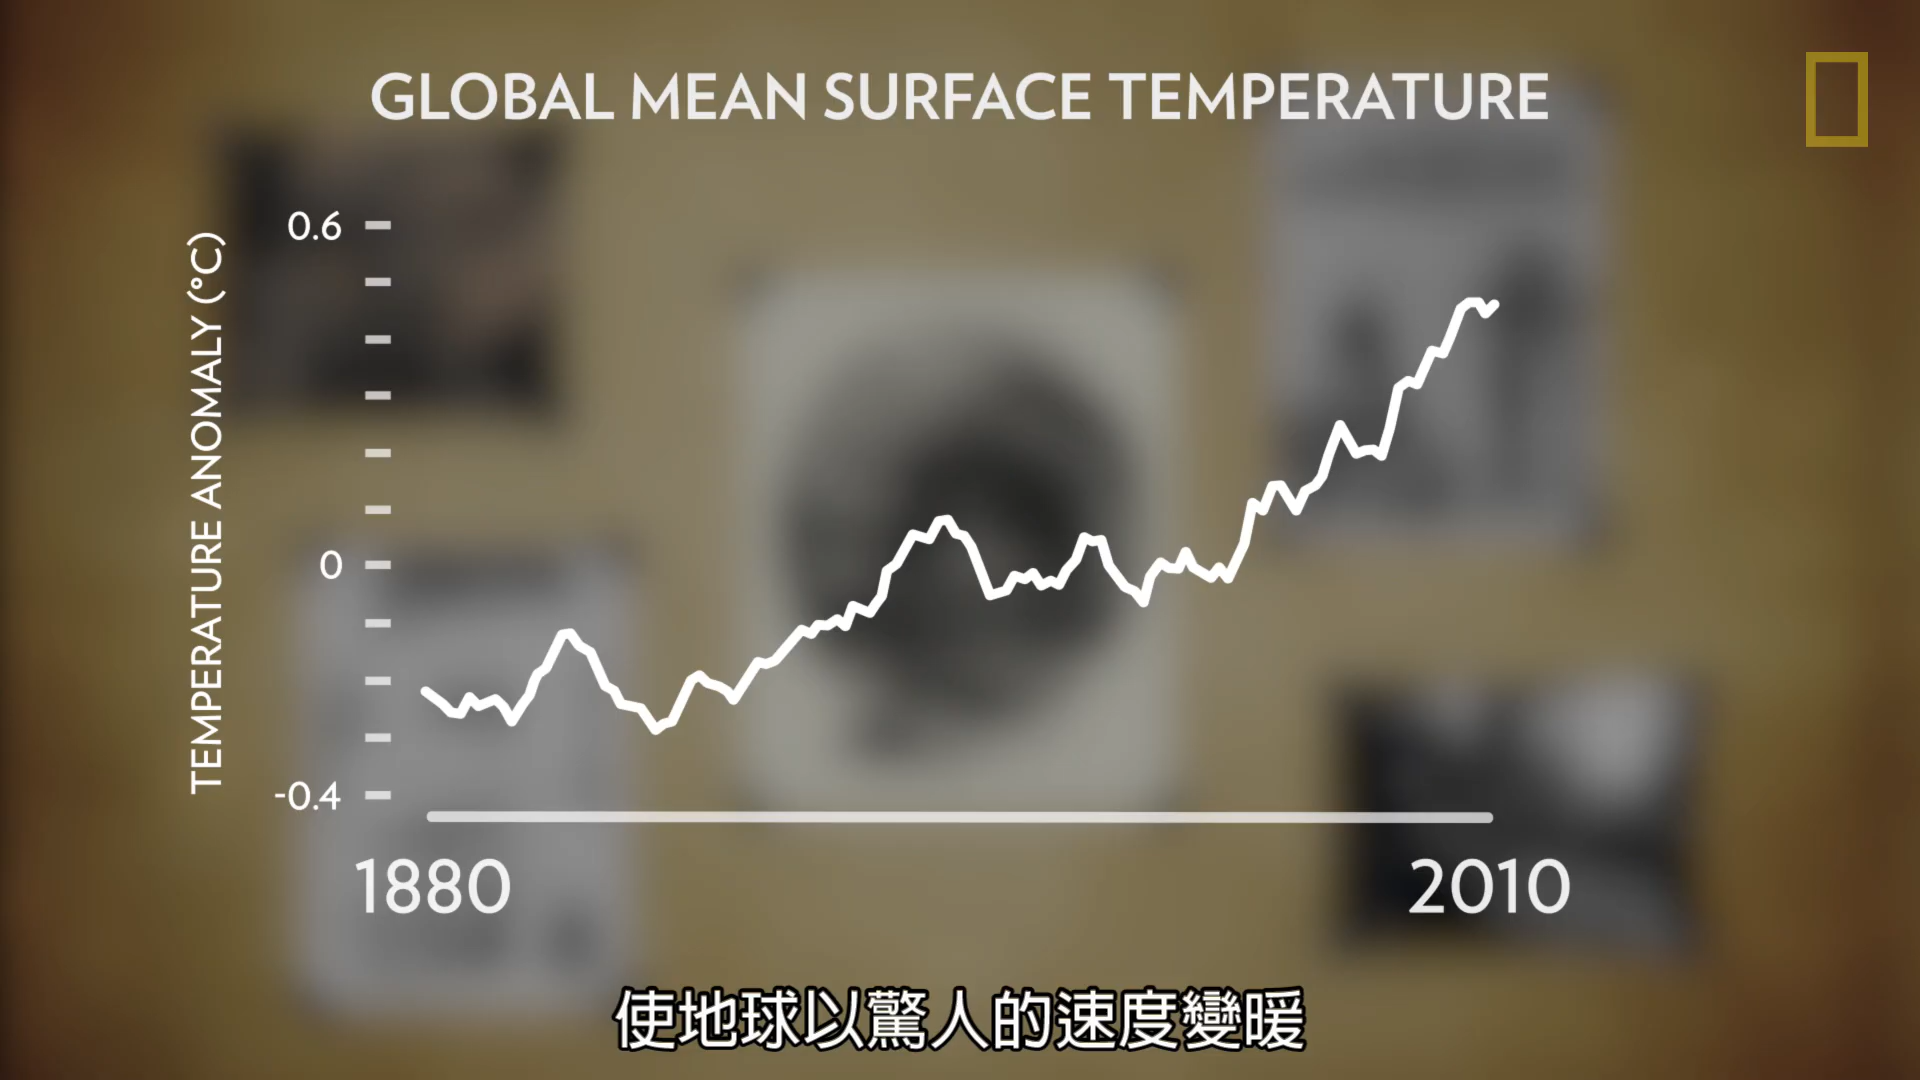 GLOBAL MEAN SURFACE TEMPERATURE
TEMPERATURE ANOMALY (°C)
0.6
0
-0.4
1880
2010
使地球以驚人的速度變暖